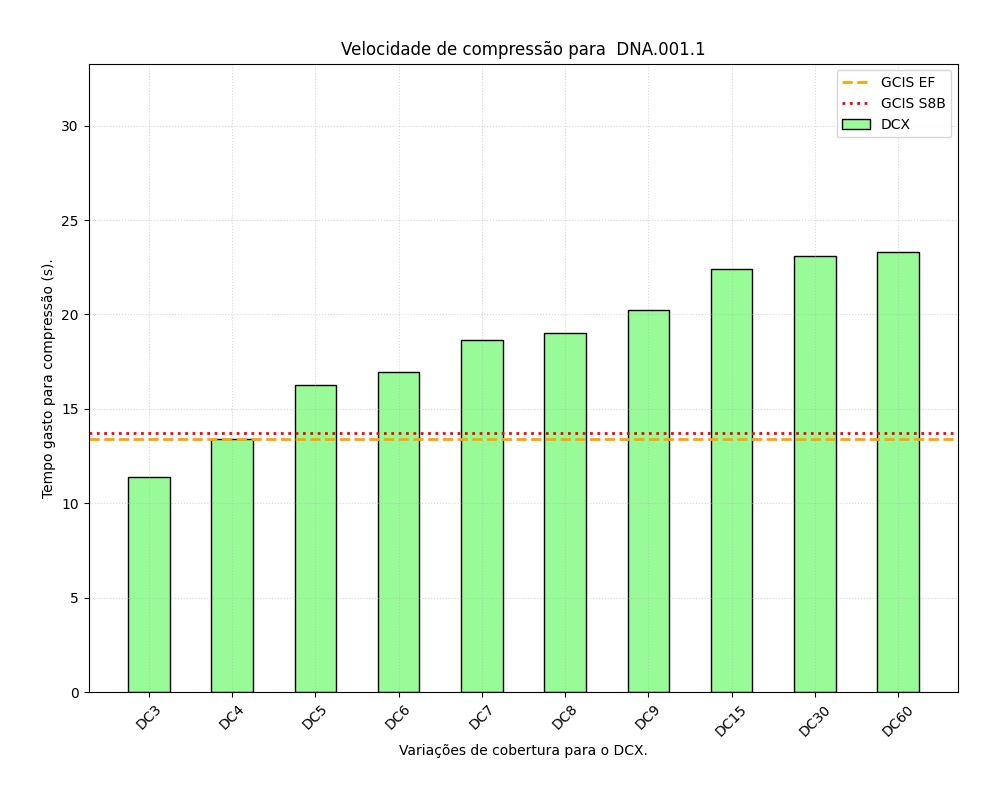 Velocidade de compressão para  DNA.001.1
GCIS EF
GCIS S8B
DCX
Tempo gasto para compressão (s).
30
25
20
15
10
5
0
DC3
DC4
DC5
DC6
DC7
DC8
DC9
DC15
DC30
DC60
Variações de cobertura para o DCX.